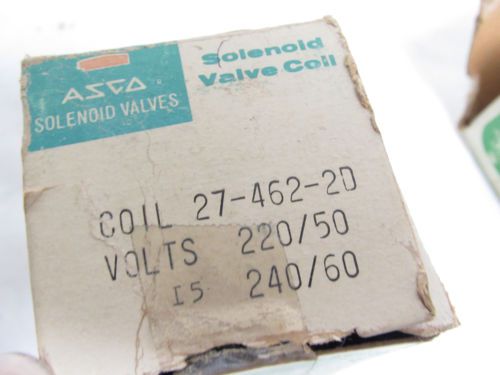 ASCO®
SOLENOID VALVES
Solenoid
Valve Coil
COIL 27-462-2D
VOLTS 220/50
I5 240/60